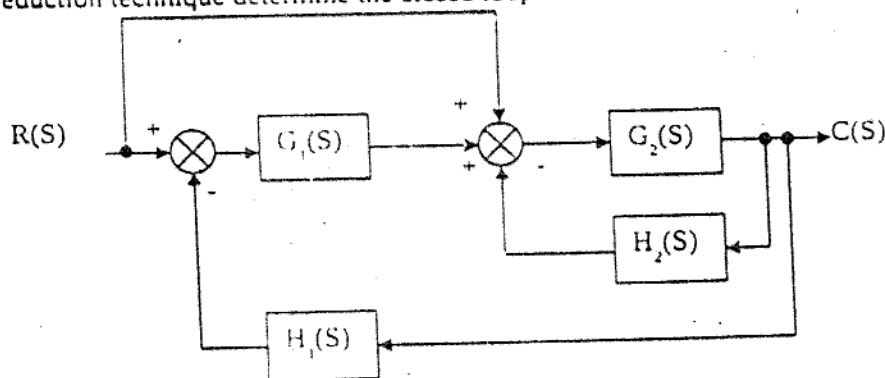 eduction technique determine the closed loop
+
R(S)
+
G₁(S)
G₂(S)
C(S)
+
-
-
H₂(S)
H₁(S)